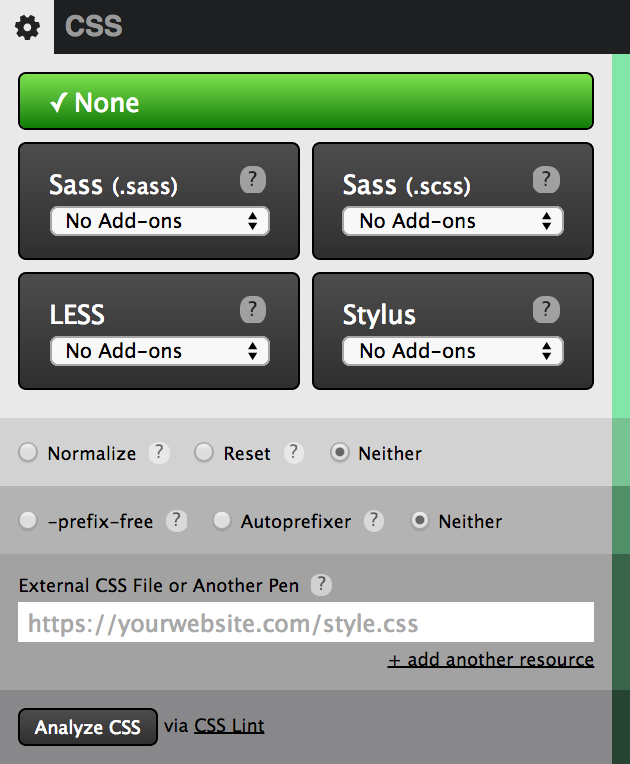 CSS
✓ None
Sass (.sass) ?
No Add-ons
Sass (.scss) ?
No Add-ons
LESS ?
No Add-ons
Stylus ?
No Add-ons
Normalize ? Reset ? Neither
-prefix-free ? Autoprefixer ? Neither
External CSS File or Another Pen ?
https://yourwebsite.com/style.css
+ add another resource
Analyze CSS via CSS Lint